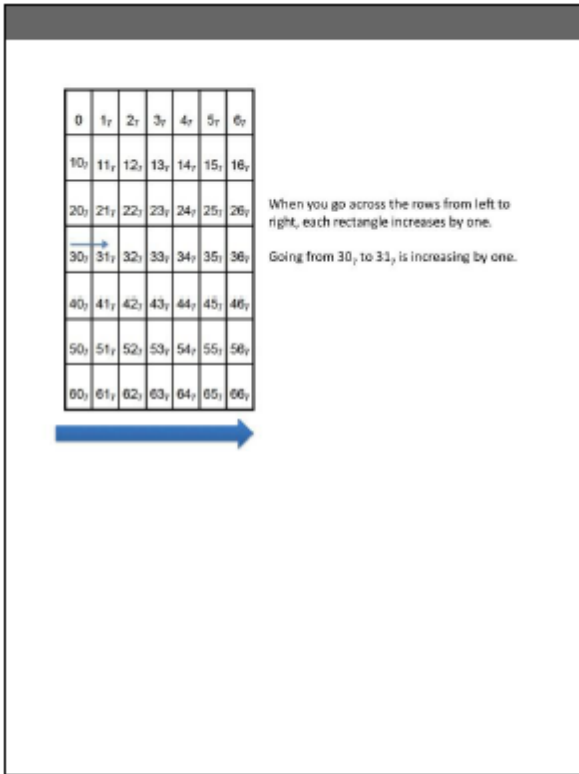 0 1₇ 2₇ 3₇ 4₇ 5₇ 6₇
10₇ 11₇ 12₇ 13₇ 14₇ 15₇ 16₇
20₇ 21₇ 22₇ 23₇ 24₇ 25₇ 26₇
30₇ 31₇ 32₇ 33₇ 34₇ 35₇ 36₇
40₇ 41₇ 42₇ 43₇ 44₇ 45₇ 46₇
50₇ 51₇ 52₇ 53₇ 54₇ 55₇ 56₇
60₇ 61₇ 62₇ 63₇ 64₇ 65₇ 66₇
When you go across the rows from left to
right, each rectangle increases by one.
Going from 30₇ to 31₇ is increasing by one.